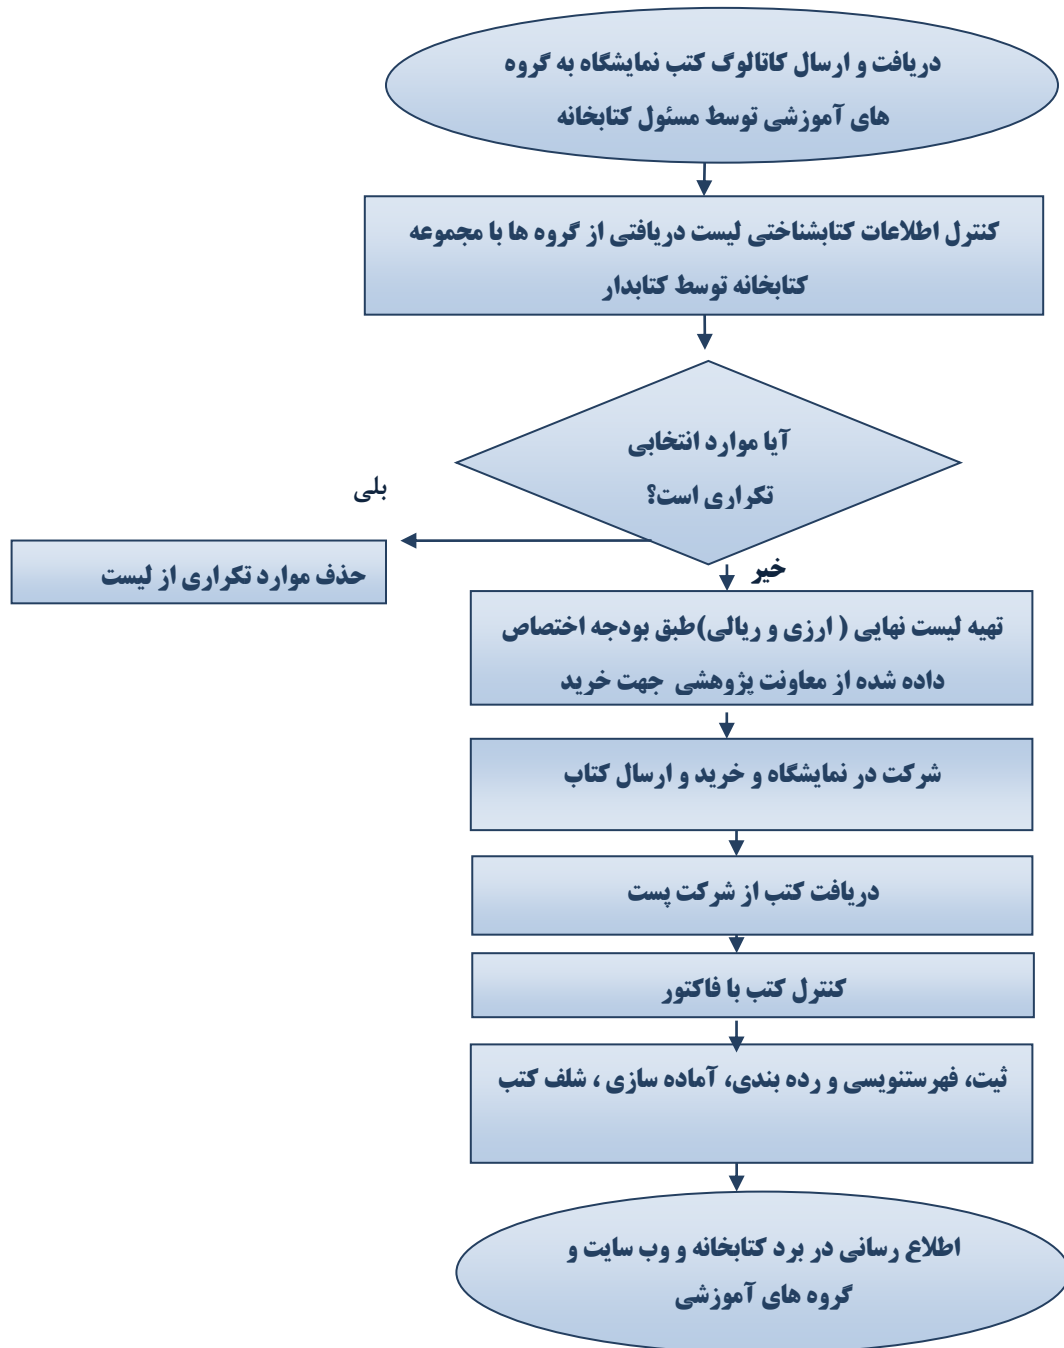 دریافت و ارسال کاتالوگ کتب نمایشگاه به گروه
های آموزشی توسط مسئول کتابخانه
کنترل اطلاعات کتابشناختی لیست دریافتی از گروه ها با مجموعه
کتابخانه توسط کتابدار
آیا موارد انتخابی
تکراری است؟
بلی
حذف موارد تکراری از لیست
خیر
تهیه لیست نهایی ( ارزی و ریالی)طبق بودجه اختصاص
داده شده از معاونت پژوهشی جهت خرید
شرکت در نمایشگاه و خرید و ارسال کتاب
دریافت کتب از شرکت پست
کنترل کتب با فاکتور
ثیت، فهرستنویسی و رده بندی، آماده سازی ، شلف کتب
اطلاع رسانی در برد کتابخانه و وب سایت و
گروه های آموزشی